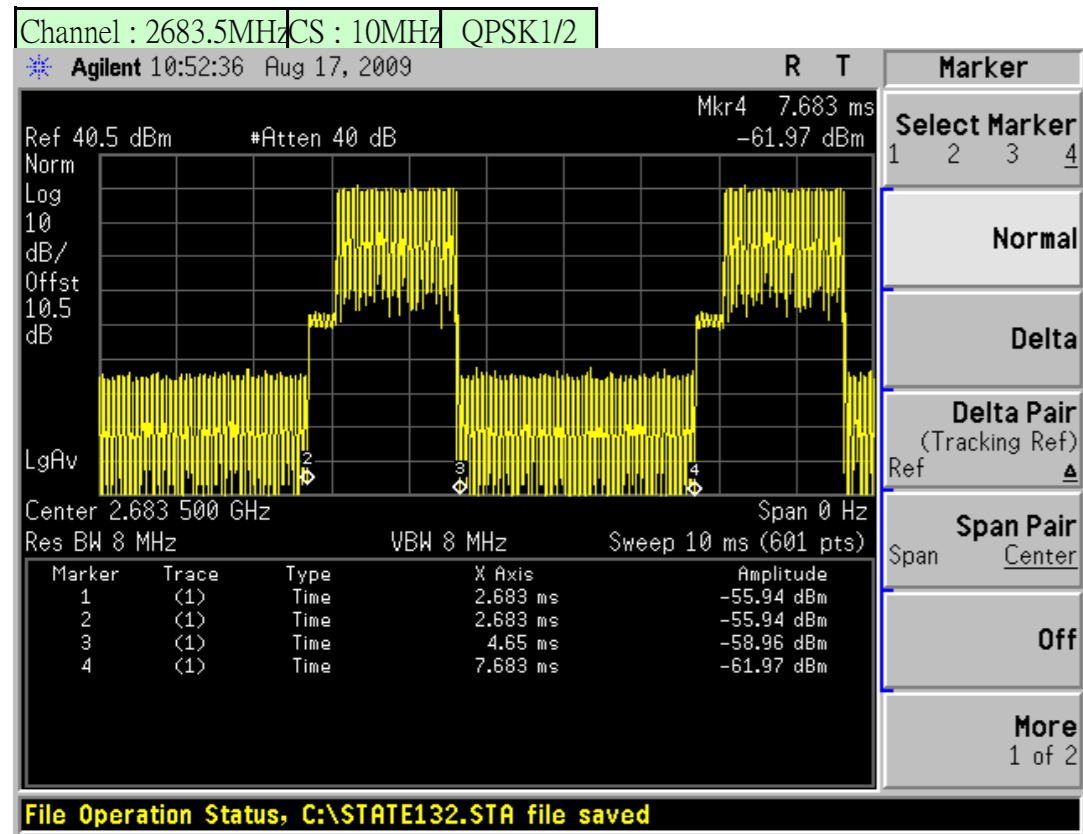 Channel : 2683.5MHz CS : 10MHz QPSK1/2
Agilent 10:52:36 Aug 17, 2009 R T
Marker
Mkr4 7.683 ms
Ref 40.5 dBm #Atten 40 dB -61.97 dBm
Norm
Log
10
dB/
Offst
10.5
dB
LgAv
2
3
4
Center 2.683 500 GHz Span 0 Hz
Res BW 8 MHz VBW 8 MHz Sweep 10 ms (601 pts)
Marker Trace Type X Axis Amplitude
1 (1) Time 2.683 ms -55.94 dBm
2 (1) Time 2.683 ms -55.94 dBm
3 (1) Time 4.65 ms -58.96 dBm
4 (1) Time 7.683 ms -61.97 dBm
Select Marker
1 2 3 4
Normal
Delta
Delta Pair
(Tracking Ref)
Ref Δ
Span Pair
Span Center
Off
More
1 of 2
File Operation Status, C:\STATE132.STA file saved